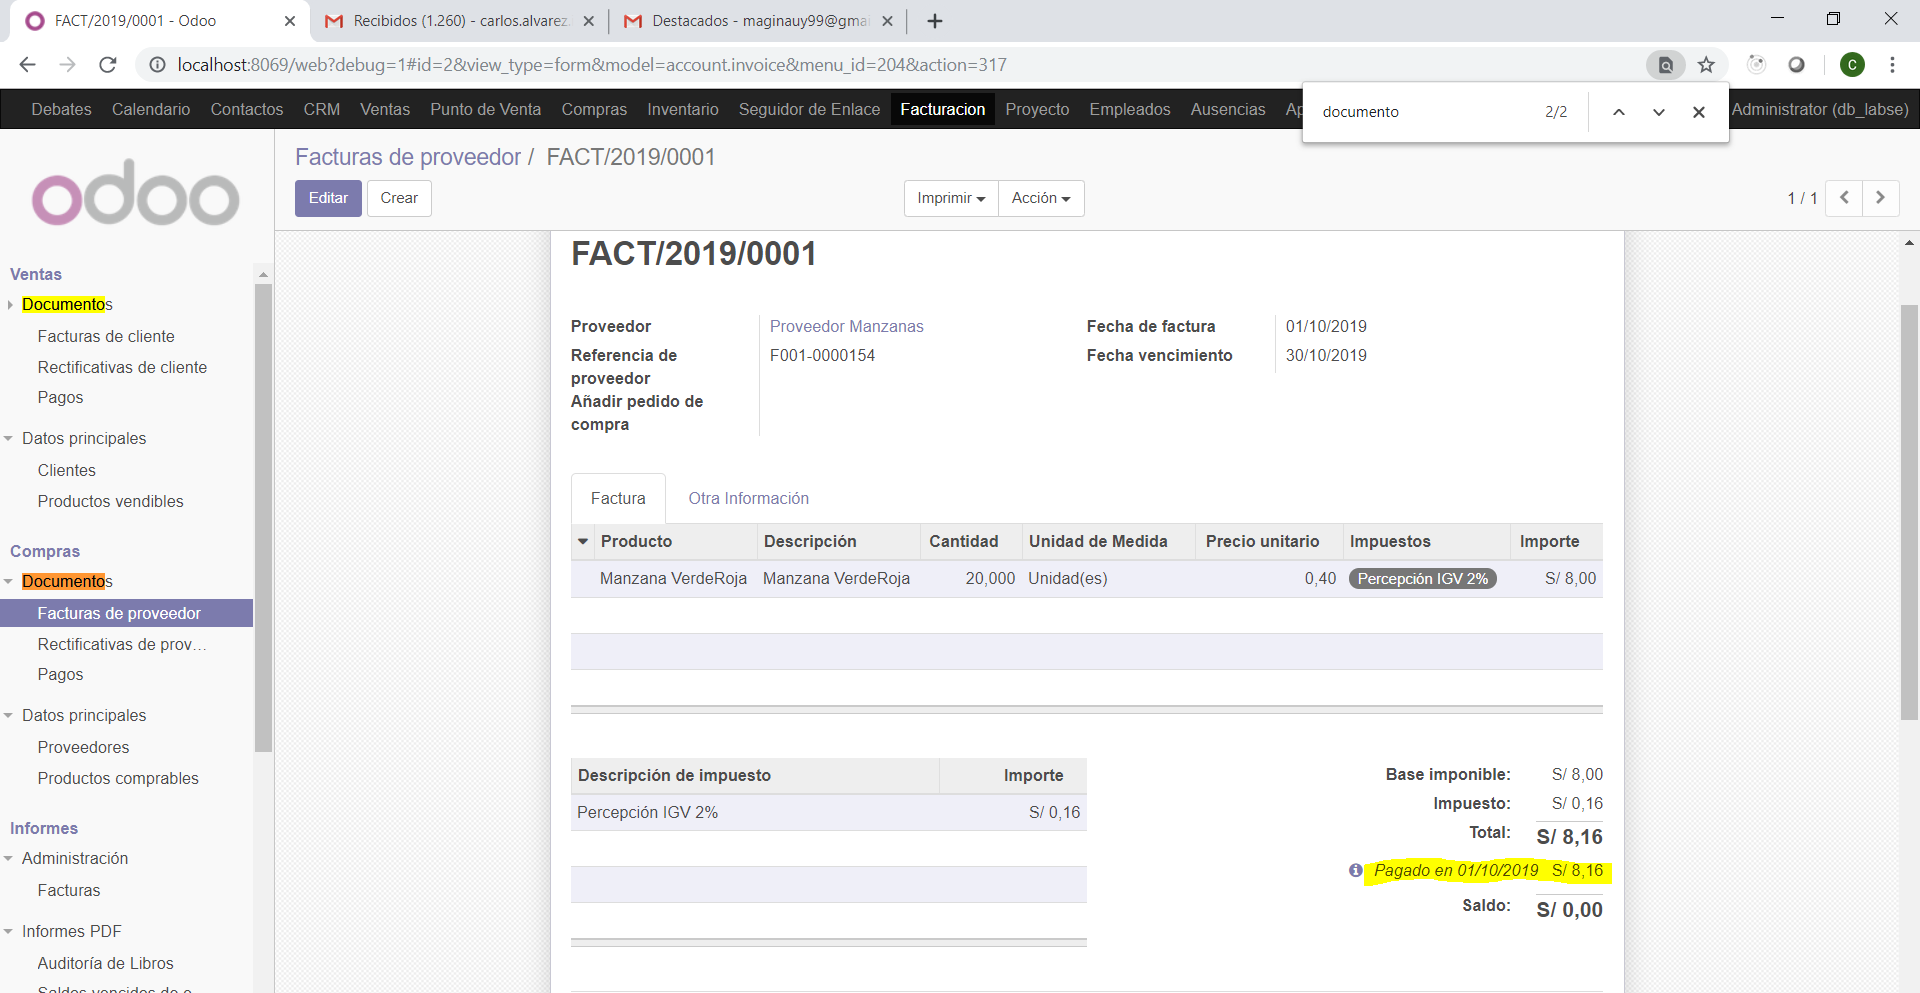 FACT/2019/0001 - Odoo
Recibidos (1.260) - carlos.alvarez
Destacados - maginauy99@gmai
localhost:8069/web?debug=1#id=2&view_type=form&model=account.invoice&menu_id=204&action=317
C
documento 2/2
Debates Calendario Contactos CRM Ventas Punto de Venta Compras Inventario Seguidor de Enlace Facturacion Proyecto Empleados Ausencias Ap Administrator (db_labse)
odoo
Facturas de proveedor / FACT/2019/0001
Editar Crear Imprimir Acción 1 / 1
Ventas
Documentos
Facturas de cliente
Rectificativas de cliente
Pagos
Datos principales
Clientes
Productos vendibles
Compras
Documentos
Facturas de proveedor
Rectificativas de prov…
Pagos
Datos principales
Proveedores
Productos comprables
Informes
Administración
Facturas
Informes PDF
Auditoría de Libros
Saldos vencidos de e
FACT/2019/0001
Proveedor Proveedor Manzanas Fecha de factura 01/10/2019
Referencia de proveedor F001-0000154 Fecha vencimiento 30/10/2019
Añadir pedido de compra
Factura Otra Información
Producto Descripción Cantidad Unidad de Medida Precio unitario Impuestos Importe
Manzana VerdeRoja Manzana VerdeRoja 20,000 Unidad(es) 0,40 Percepción IGV 2% S/ 8,00
Descripción de impuesto Importe
Percepción IGV 2% S/ 0,16
Base imponible: S/ 8,00
Impuesto: S/ 0,16
Total: S/ 8,16
Pagado en 01/10/2019 S/ 8,16
Saldo: S/ 0,00